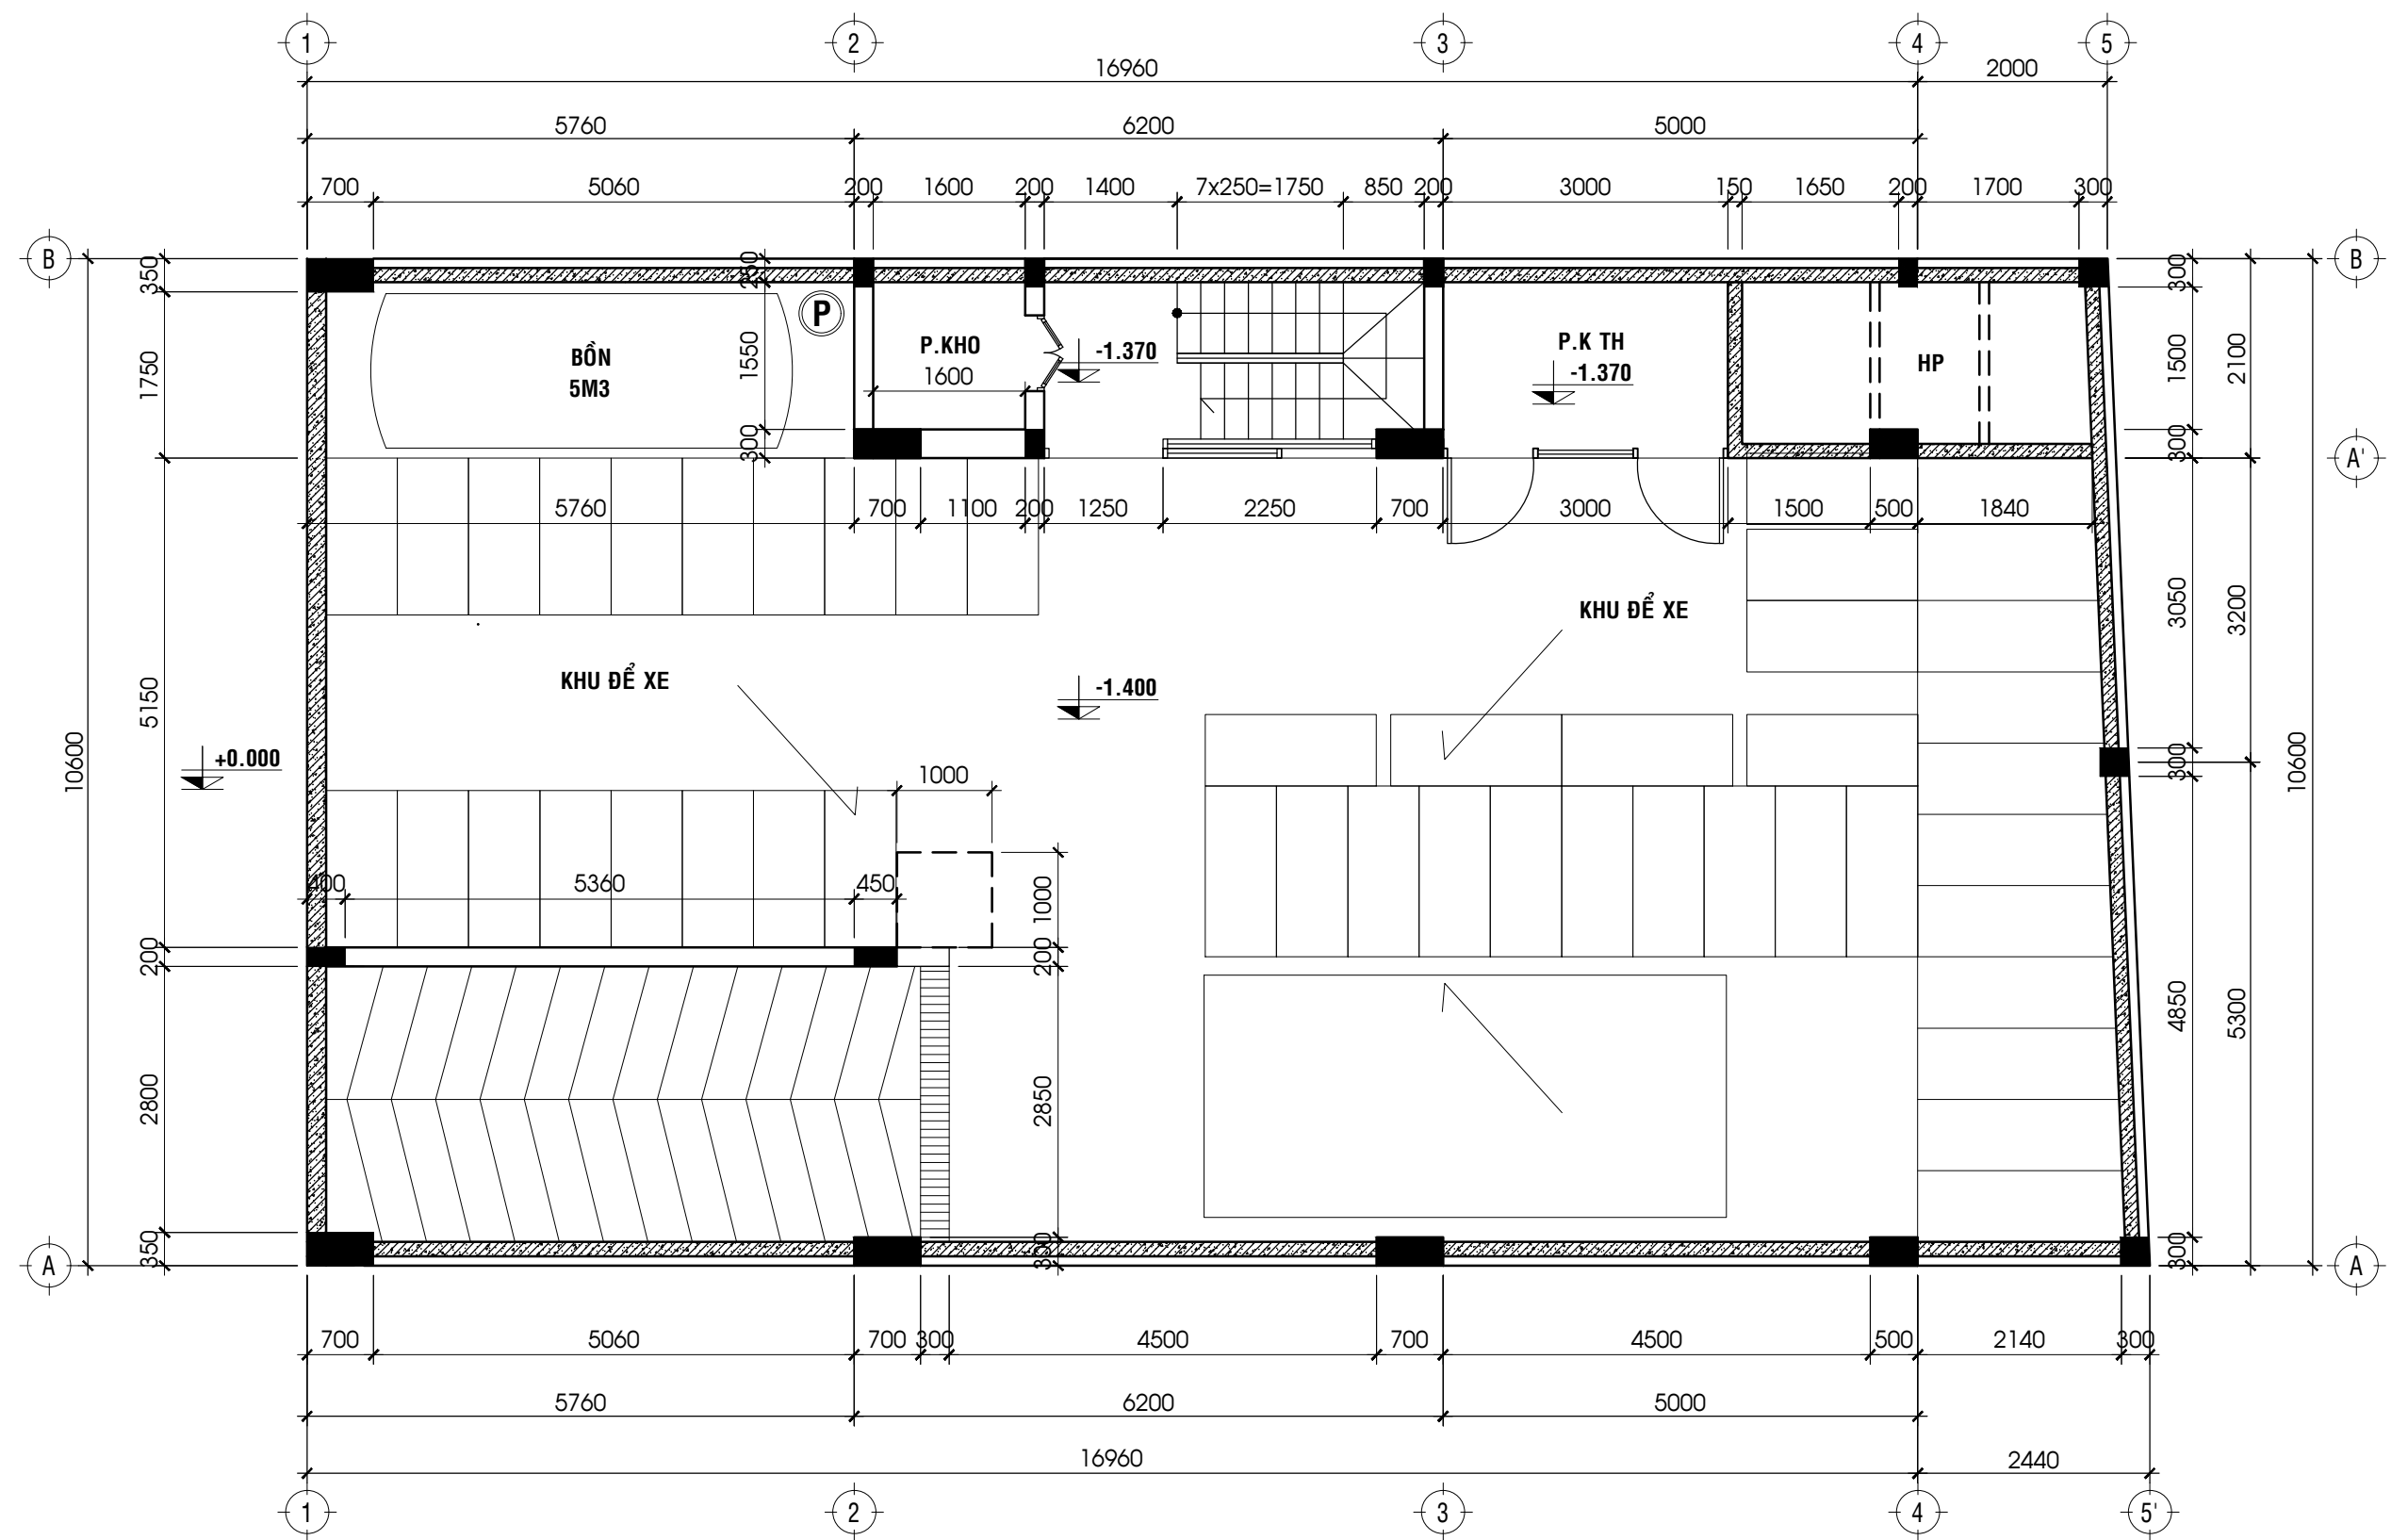 1 2 3 4 5
16960 2000
5760 6200 5000
700 5060 200 1600 200 1400 7x250=1750 850 200 3000 150 1650 200 1700 300
B B
350 250 300
P
BỒN
5M3
P.KHO
1600
-1.370
P.K TH
-1.370
HP
1750 1550 1500 2100
300 300
A'
5760 700 1100 200 1250 2250 700 3000 1500 500 1840
KHU ĐỂ XE
3050 3200
KHU ĐỂ XE
-1.400
5150
10600 10600
+0.000
300
1000
400 5360 450
1000
200 200
4850 5300
2800 2850
350 300 300
A A
700 5060 700 300 4500 700 4500 500 2140 300
5760 6200 5000
16960 2440
1 2 3 4 5'